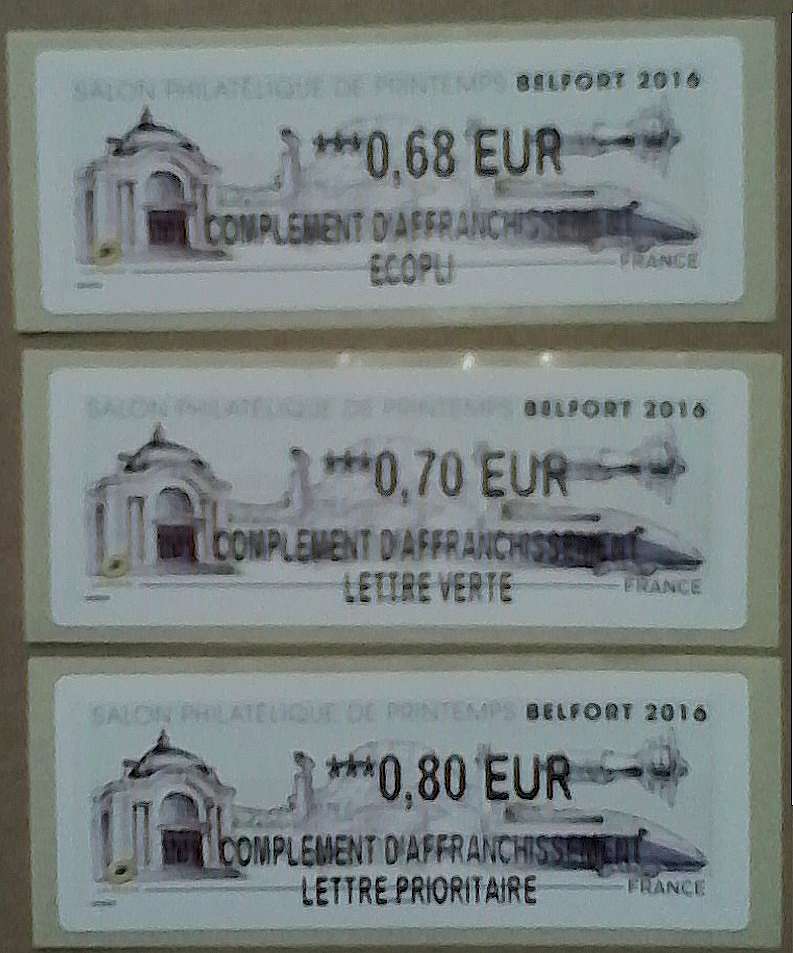 SALON PHILATÉLIQUE DE PRINTEMPS BELFORT 2016
***0,68 EUR
COMPLEMENT D'AFFRANCHISSEMENT
ECOPLI
FRANCE
SALON PHILATÉLIQUE DE PRINTEMPS BELFORT 2016
***0,70 EUR
COMPLEMENT D'AFFRANCHISSEMENT
LETTRE VERTE
FRANCE
SALON PHILATÉLIQUE DE PRINTEMPS BELFORT 2016
***0,80 EUR
COMPLEMENT D'AFFRANCHISSEMENT
LETTRE PRIORITAIRE
FRANCE